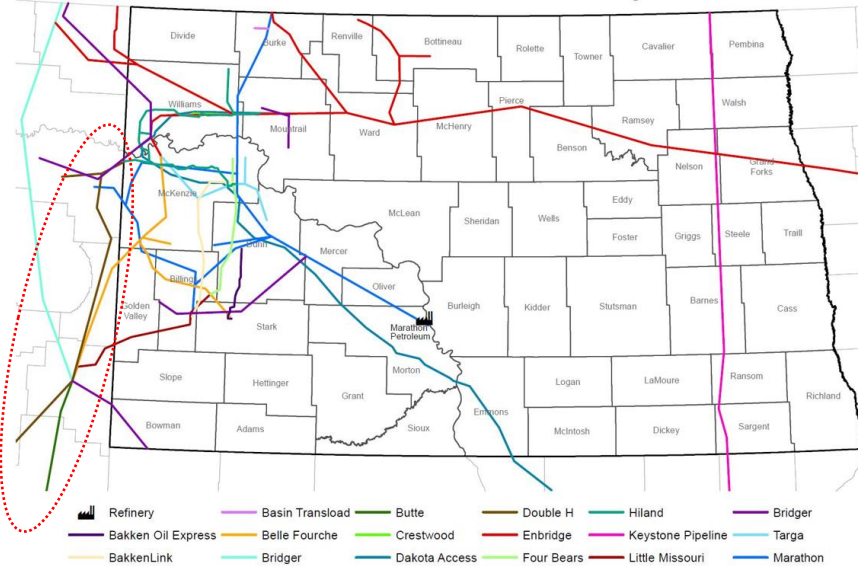 Divide
Burke
Renville
Bottineau
Rolette
Towner
Cavalier
Pembina
Williams
Mountrail
Ward
McHenry
Pierce
Ramsey
Walsh
Benson
Nelson
Grand
Forks
McKenzie
McLean
Sheridan
Wells
Eddy
Foster
Griggs
Steele
Traill
Dunn
Mercer
Oliver
Billing
Golden
Valley
Burleigh
Kidder
Stutsman
Barnes
Cass
Stark
Marathon
Petroleum
Morton
Slope
Hettinger
Grant
Logan
LaMoure
Ransom
Richland
Bowman
Adams
Sioux
Emmons
McIntosh
Dickey
Sargent
Refinery Basin Transload Butte Double H Hiland Bridger
Bakken Oil Express Belle Fourche Crestwood Enbridge Keystone Pipeline Targa
BakkenLink Bridger Dakota Access Four Bears Little Missouri Marathon